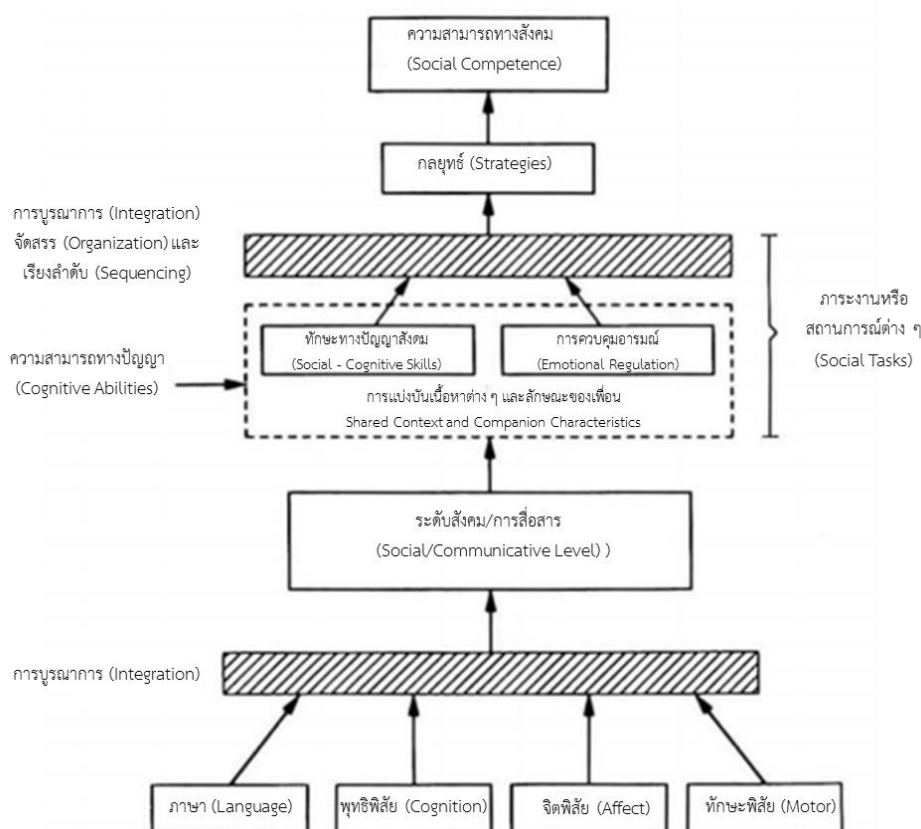 ความสามารถทางสังคม
(Social Competence)
กลยุทธ์ (Strategies)
การบูรณาการ (Integration)
จัดสรร (Organization) และ
เรียงลำดับ (Sequencing)
ภาระงานหรือ
สถานการณ์ต่าง ๆ
(Social Tasks)
ทักษะทางปัญญาสังดม
(Social - Cognitive Skills)
การควบคุมอารมณ์
(Emotional Regulation)
ความสามารถทางปัญญา
(Cognitive Abilities)
การแบ่งบันเนื้อหาต่าง ๆ และลักษณะของเพื่อน
Shared Context and Companion Characteristics
ระดับสังคม/การสื่อสาร
(Social/Communicative Level) )
การบูรณาการ (Integration)
ภาษา (Language)
พุทธิพิสัย (Cognition)
จิตพิสัย (Affect)
ทักษะพิสัย (Motor)